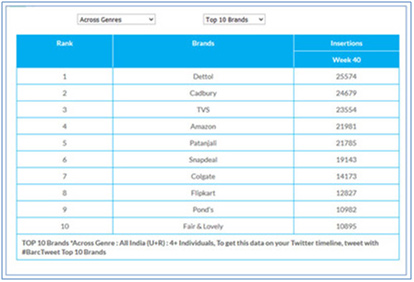 Across Genres Top 10 Brands
Rank Brands Insertions
Week 40
1 Dettol 25574
2 Cadbury 24679
3 TVS 23554
4 Amazon 21981
5 Patanjali 21785
6 Snapdeal 19143
7 Colgate 14173
8 Flipkart 12827
9 Pond's 10982
10 Fair & Lovely 10895
TOP 10 Brands *Across Genre : All India (U+R) : 4+ Individuals, To get this data on your Twitter timeline, tweet with
#BarcTweet Top 10 Brands